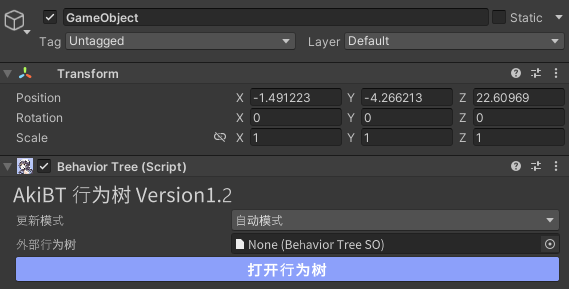 GameObject Static
Tag Untagged Layer Default
Transform
Position X -1.491223 Y -4.266213 Z 22.60969
Rotation X 0 Y 0 Z 0
Scale X 1 Y 1 Z 1
Behavior Tree (Script)
AkiBT 行为树 Version1.2
更新模式 自动模式
外部行为树 None (Behavior Tree SO)
打开行为树